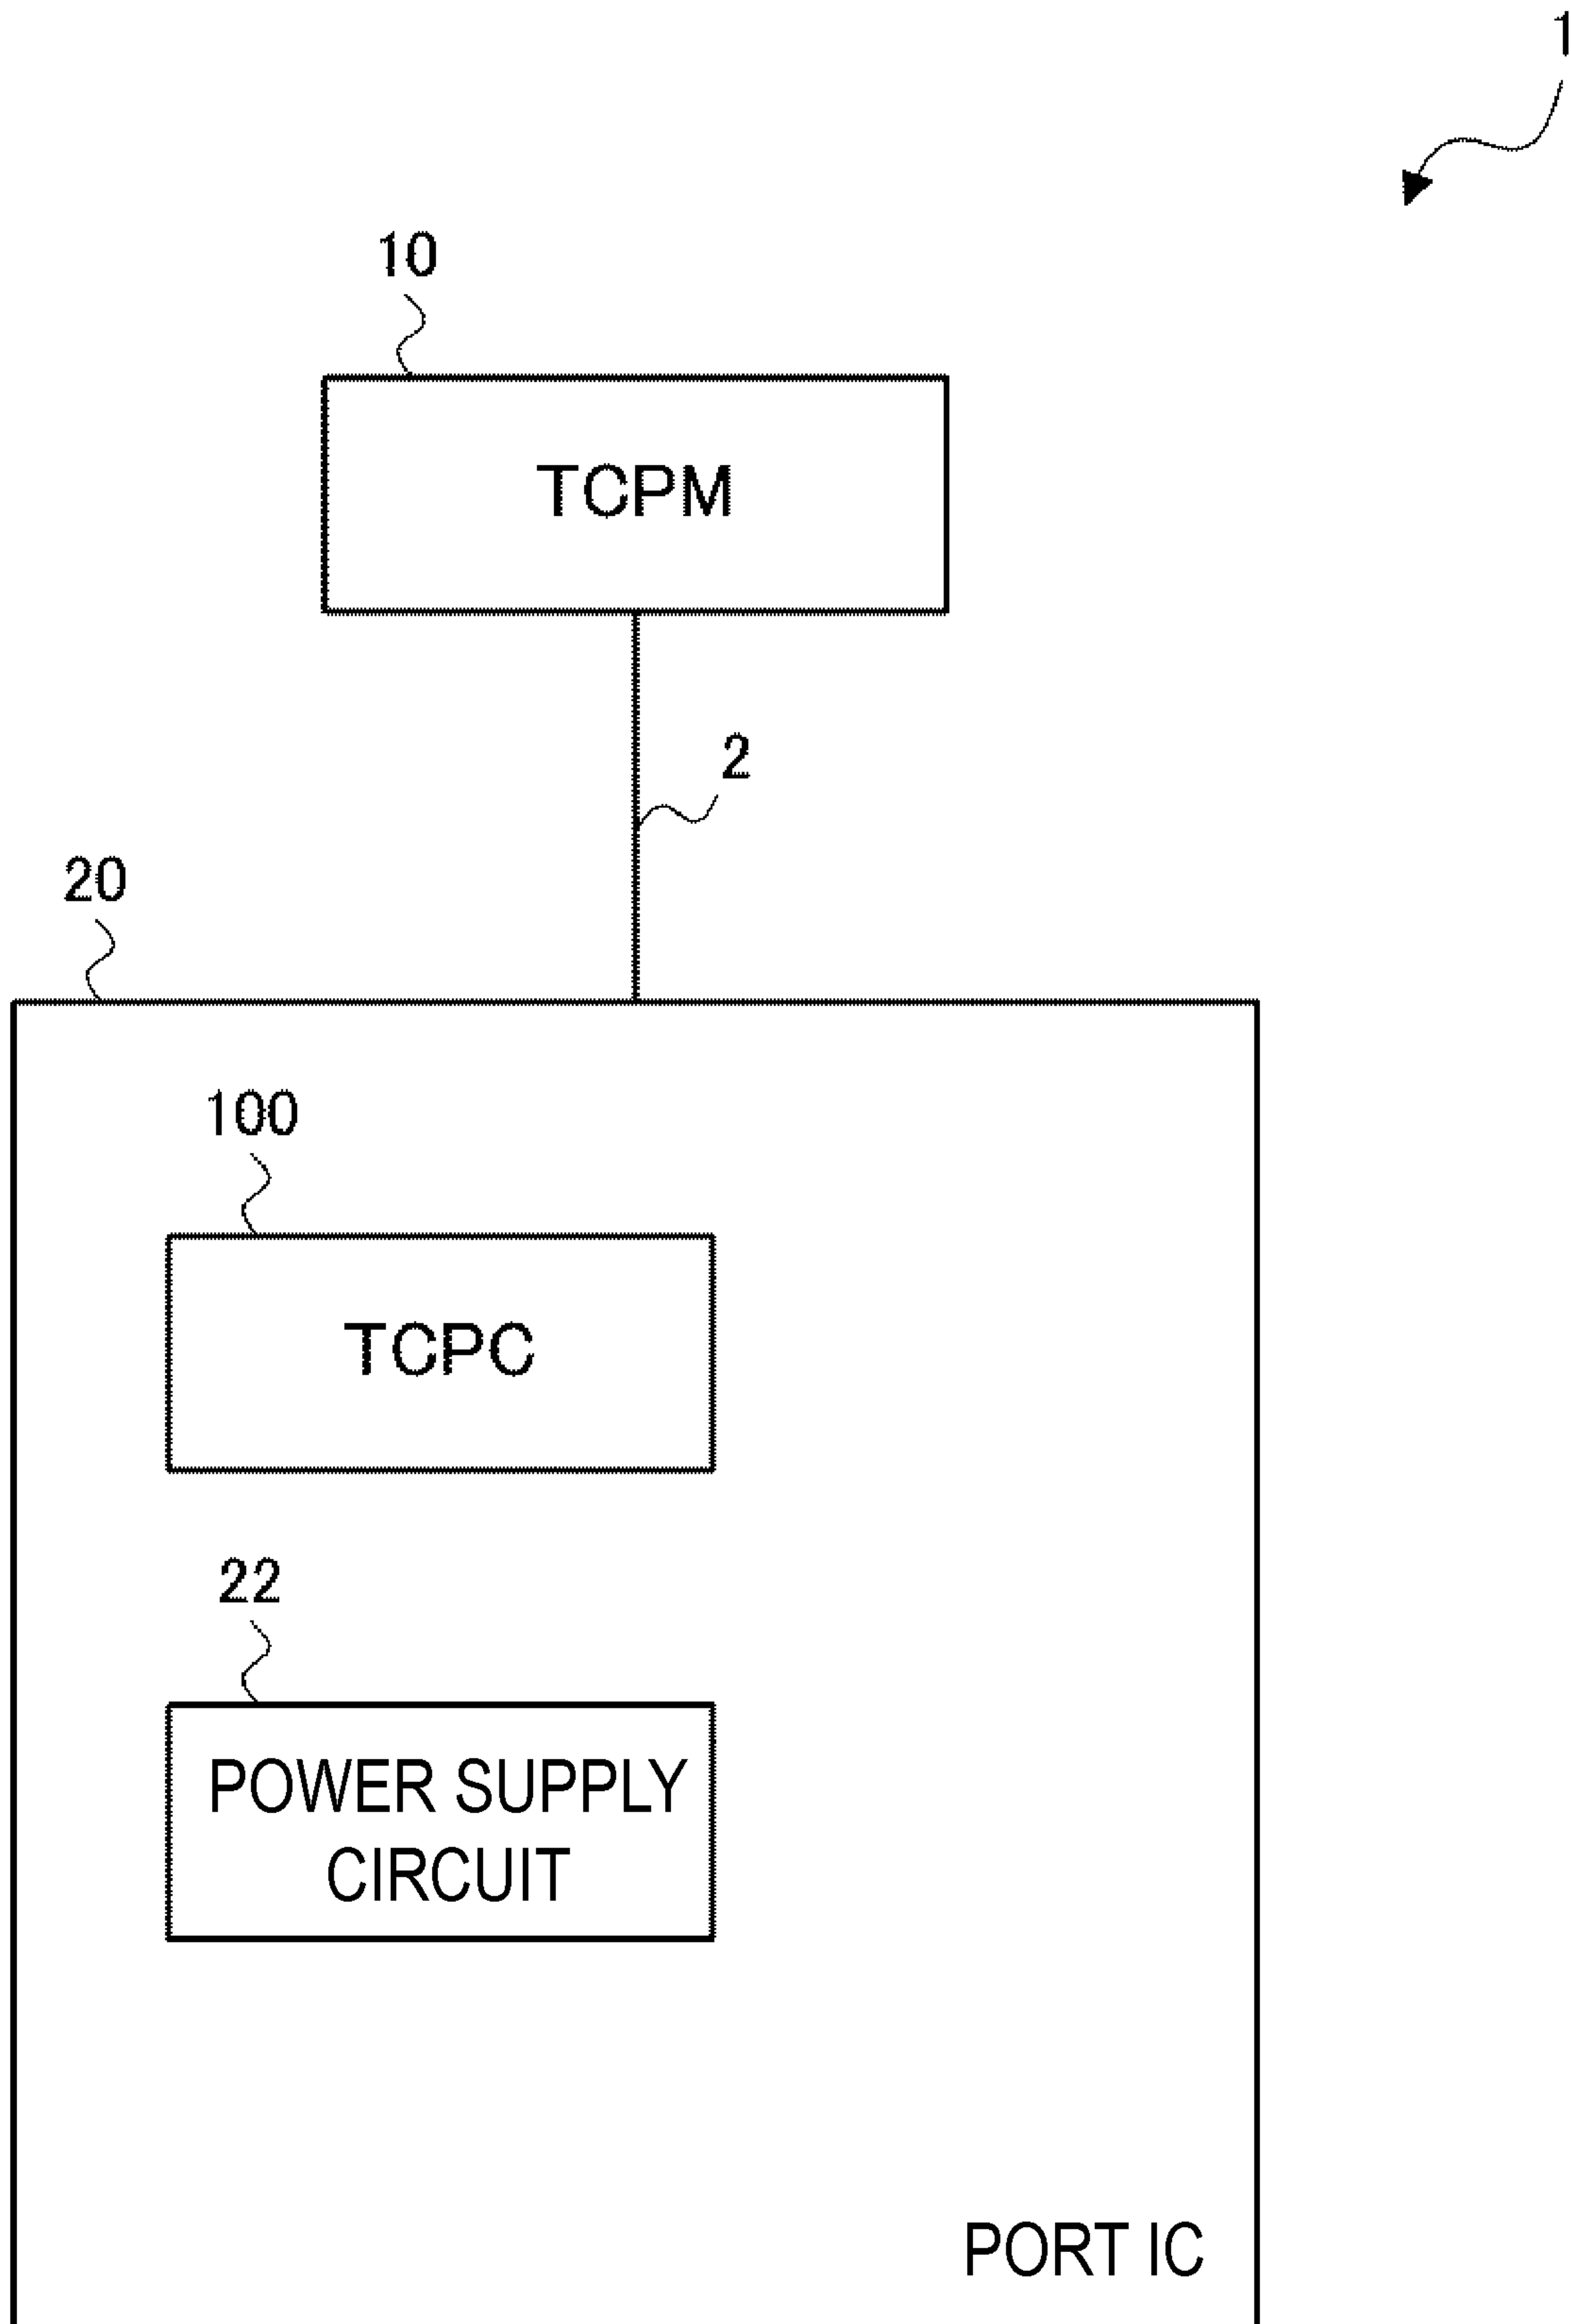 1
10
TCPM
2
20
100
TCPC
22
POWER SUPPLY
CIRCUIT
PORT IC